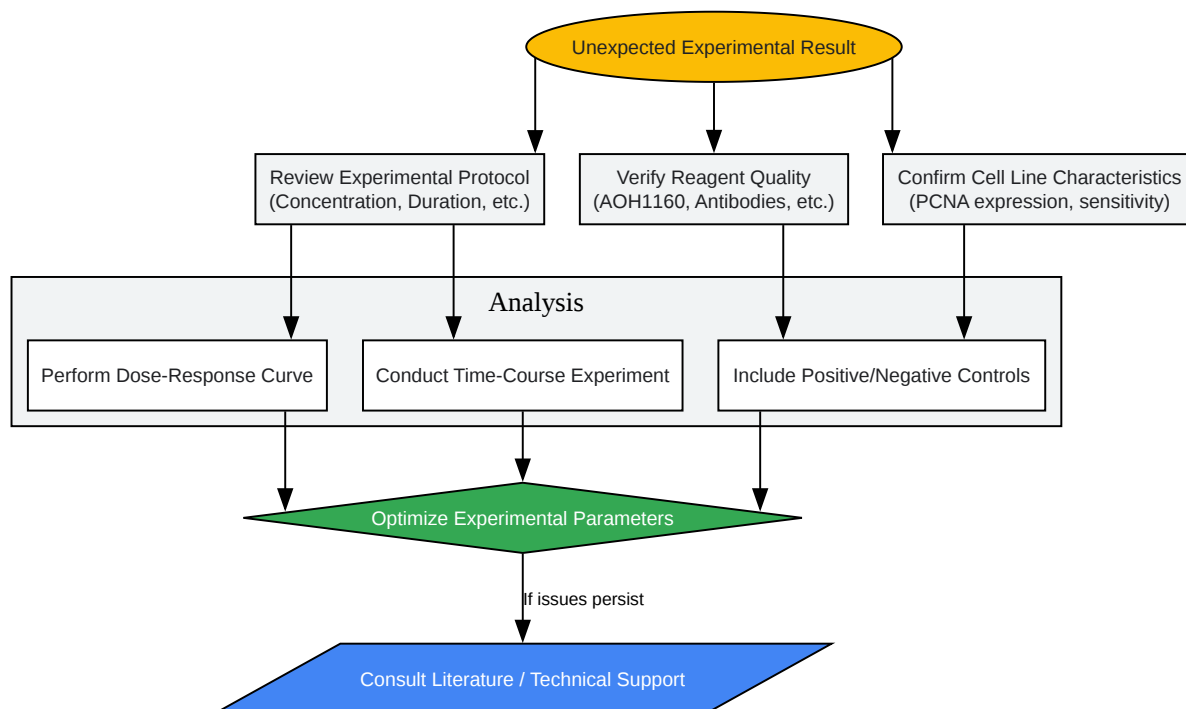 Unexpected Experimental Result
Review Experimental Protocol
(Concentration, Duration, etc.)
Verify Reagent Quality
(AOH1160, Antibodies, etc.)
Confirm Cell Line Characteristics
(PCNA expression, sensitivity)
Analysis
Perform Dose-Response Curve
Conduct Time-Course Experiment
Include Positive/Negative Controls
Optimize Experimental Parameters
If issues persist
Consult Literature / Technical Support